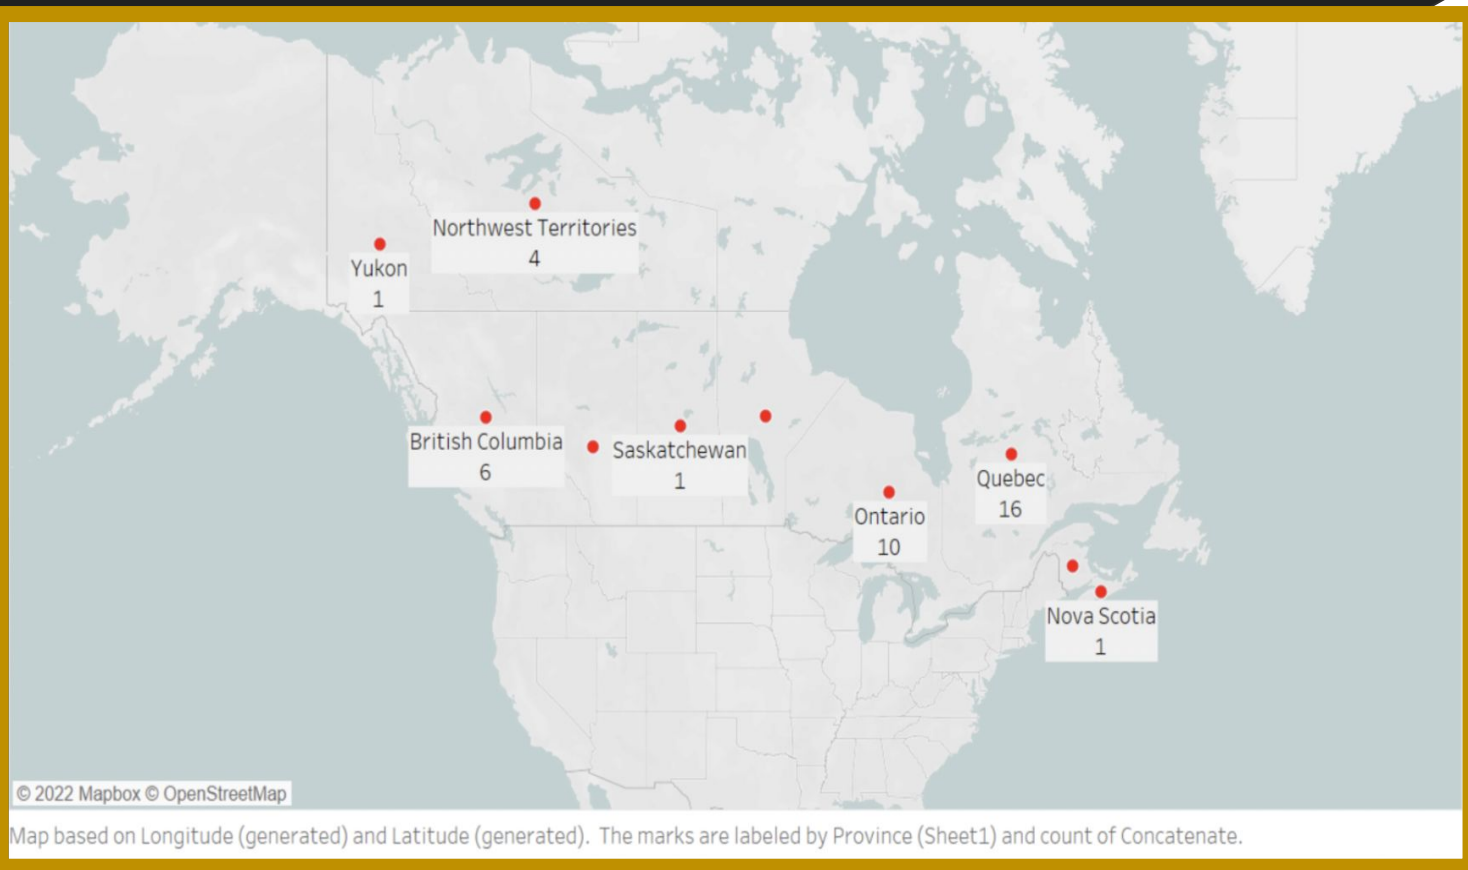 Northwest Territories
4
Yukon
1
British Columbia
6
Saskatchewan
1
Quebec
16
Ontario
10
Nova Scotia
1
© 2022 Mapbox © OpenStreetMap
Map based on Longitude (generated) and Latitude (generated).  The marks are labeled by Province (Sheet1) and count of Concatenate.